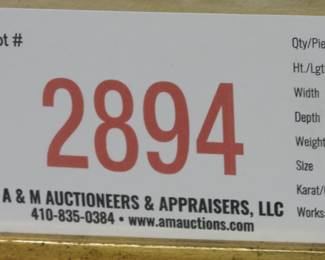 ot #
2894
A & M AUCTIONEERS & APPRAISERS, LLC
410-835-0384 • www.amauctions.com
Qty/Pie
Ht./Lgt
Width
Depth
Weight
Size
Karat/
Works